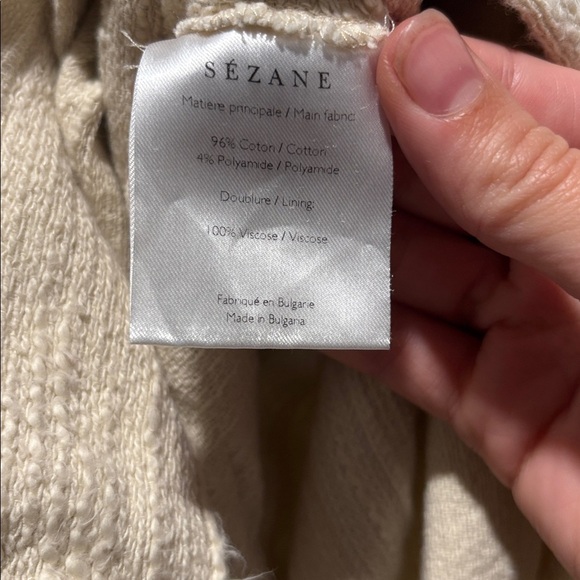 SÉZANE
Matière principale / Main fabric:
96% Coton / Cotton
4% Polyamide / Polyamide
Doublure / Lining:
100% Viscose / Viscose
Fabriqué en Bulgarie
Made in Bulgaria